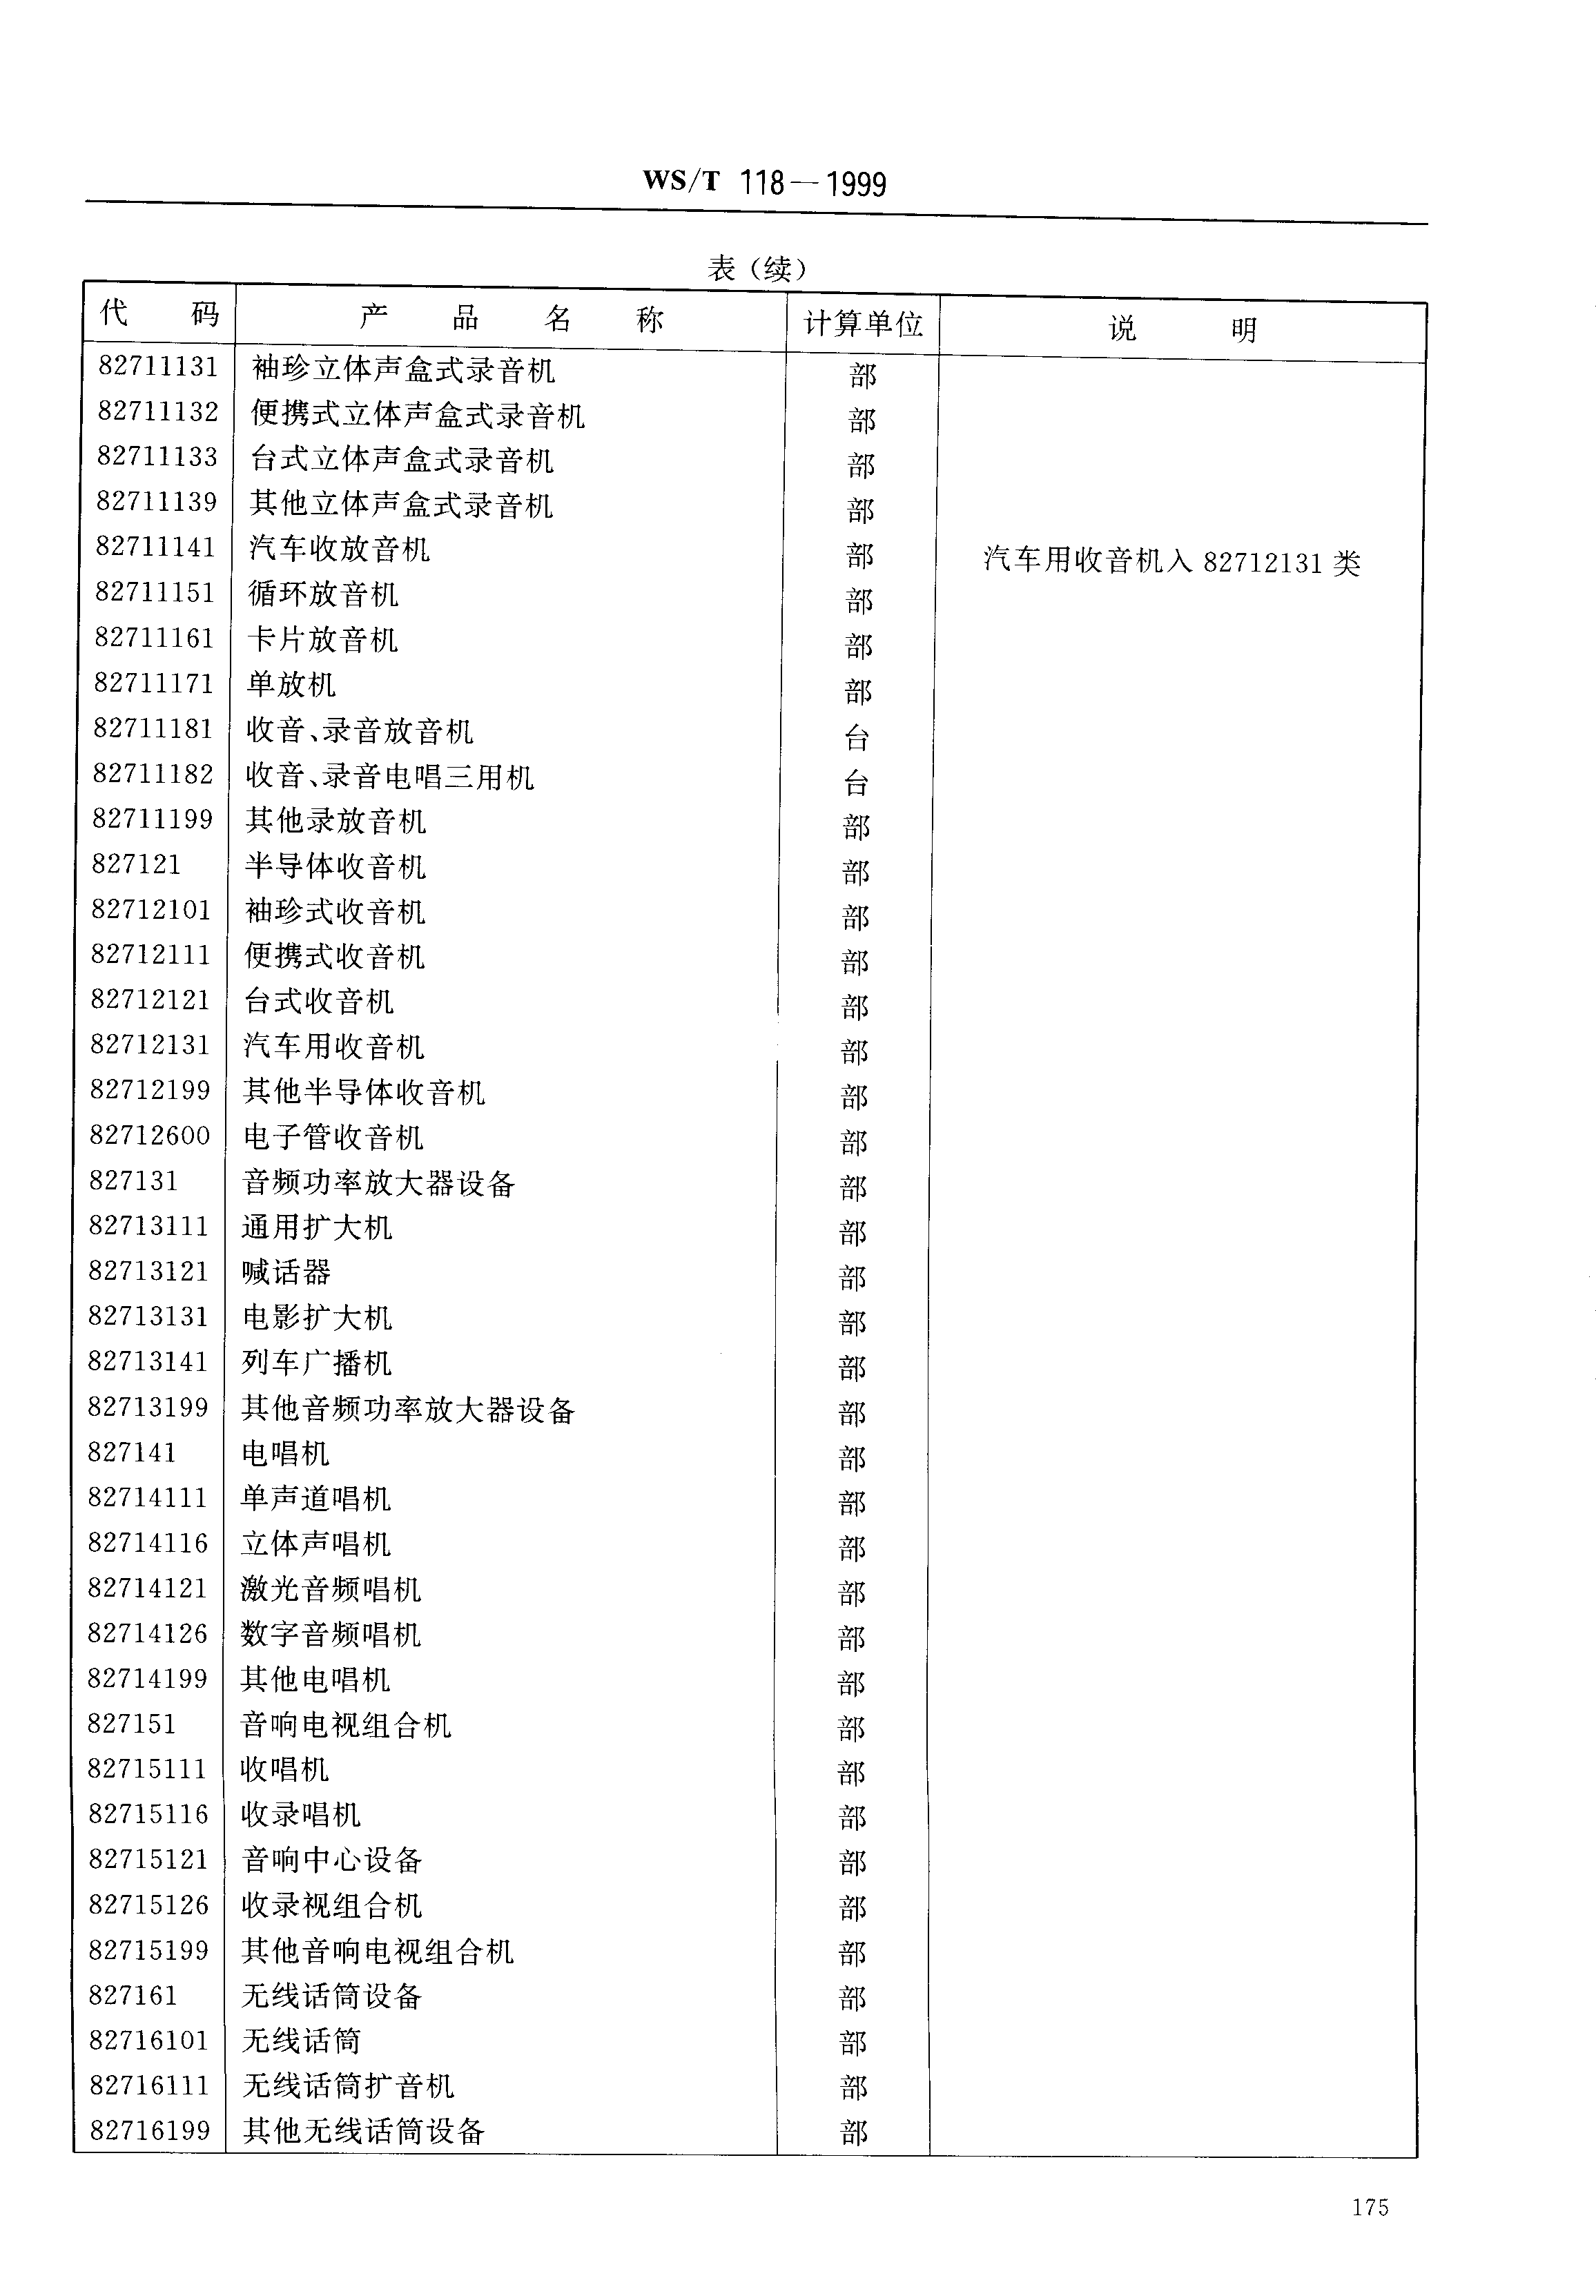 WS/T 118—1999
表(续)
代 码 产 品 名 称 计算单位 说 明
82711131 袖珍立体声盒式录音机 部
82711132 便携式立体声盒式录音机 部
82711133 台式立体声盒式录音机 部
82711139 其他立体声盒式录音机 部
82711141 汽车收放音机 部 汽车用收音机入 82712131 类
82711151 循环放音机 部
82711161 卡片放音机 部
82711171 单放机 部
82711181 收音、录音放音机 台
82711182 收音、录音电唱三用机 台
82711199 其他录放音机 部
827121 半导体收音机 部
82712101 袖珍式收音机 部
82712111 便携式收音机 部
82712121 台式收音机 部
82712131 汽车用收音机 部
82712199 其他半导体收音机 部
82712600 电子管收音机 部
827131 音频功率放大器设备 部
82713111 通用扩大机 部
82713121 喊话器 部
82713131 电影扩大机 部
82713141 列车广播机 部
82713199 其他音频功率放大器设备 部
827141 电唱机 部
82714111 单声道唱机 部
82714116 立体声唱机 部
82714121 激光音频唱机 部
82714126 数字音频唱机 部
82714199 其他电唱机 部
827151 音响电视组合机 部
82715111 收唱机 部
82715116 收录唱机 部
82715121 音响中心设备 部
82715126 收录视组合机 部
82715199 其他音响电视组合机 部
827161 无线话筒设备 部
82716101 无线话筒 部
82716111 无线话筒扩音机 部
82716199 其他无线话筒设备 部
175